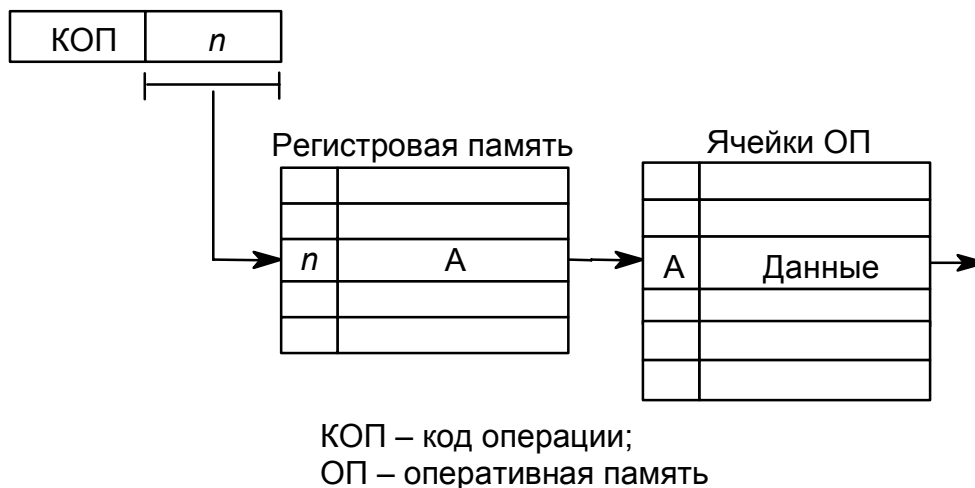 КОП n
Регистровая память
Ячейки ОП
n А
А Данные
КОП – код операции;
ОП – оперативная память